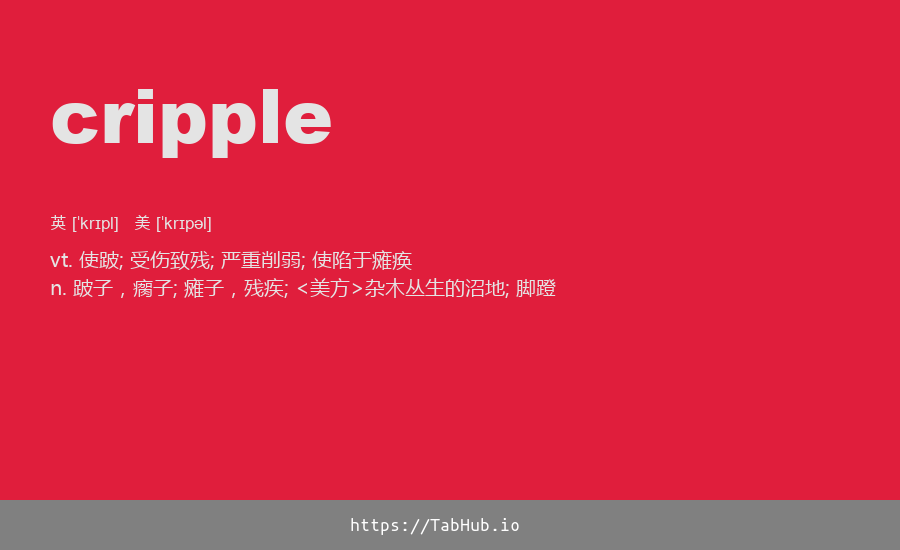 cripple
英 [ˈkrɪpl] 美 [ˈkrɪpəl]
vt. 使跛; 受伤致残; 严重削弱; 使陷于瘫痪
n. 跛子，瘸子; 瘫子，残疾; <美方>杂木丛生的沼地; 脚蹬
https://TabHub.io